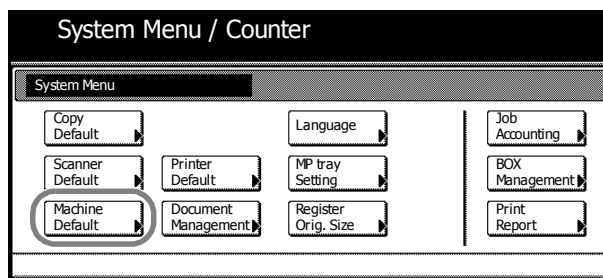 System Menu / Counter
System Menu
Copy
Default
Language
Job
Accounting
Scanner
Default
Printer
Default
MP tray
Setting
BOX
Management
Machine
Default
Document
Management
Register
Orig. Size
Print
Report